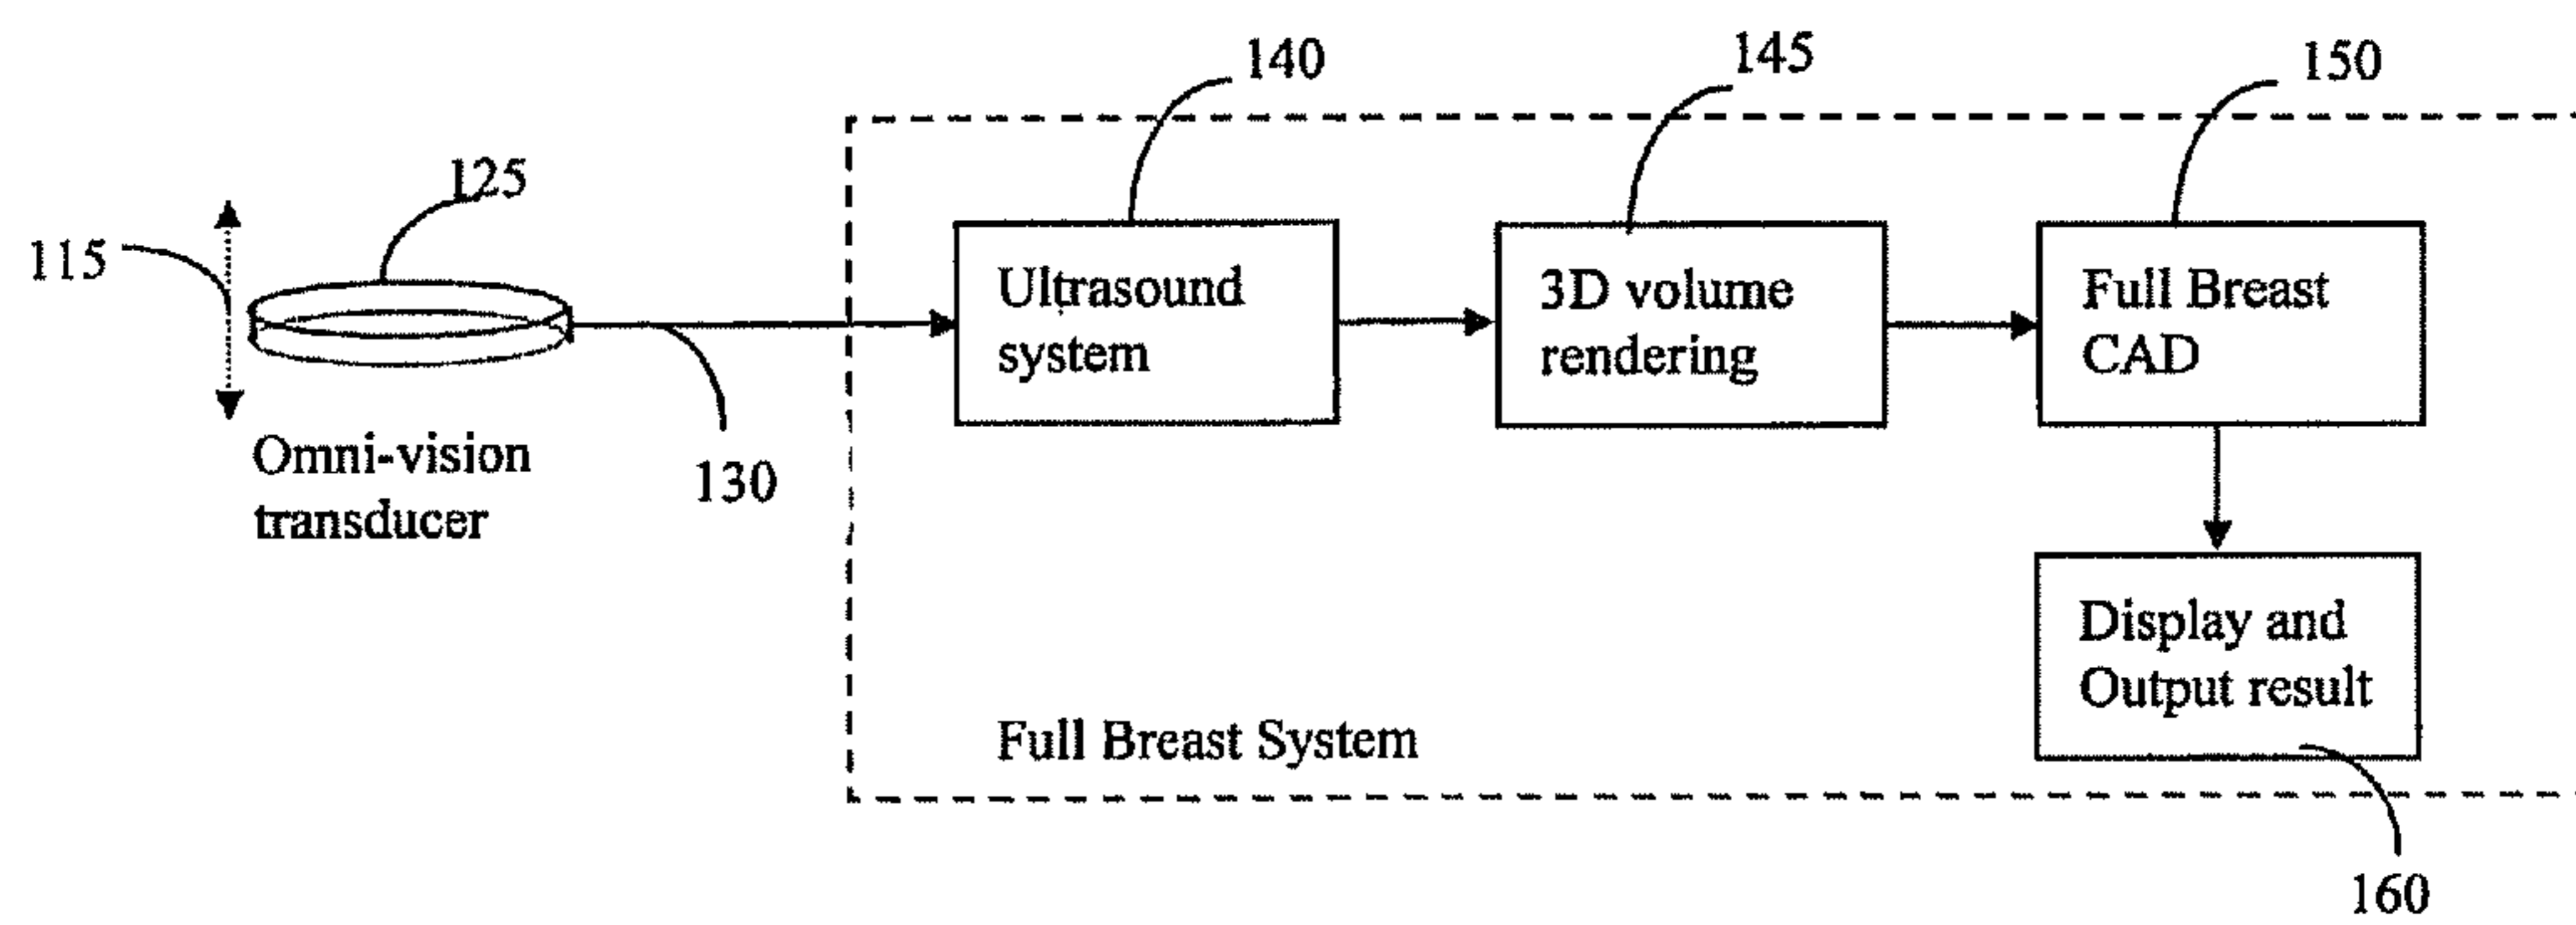 140
145
150
125
115
Ultrasound
system
3D volume
rendering
Full Breast
CAD
Omni-vision
transducer
130
Display and
Output result
Full Breast System
160